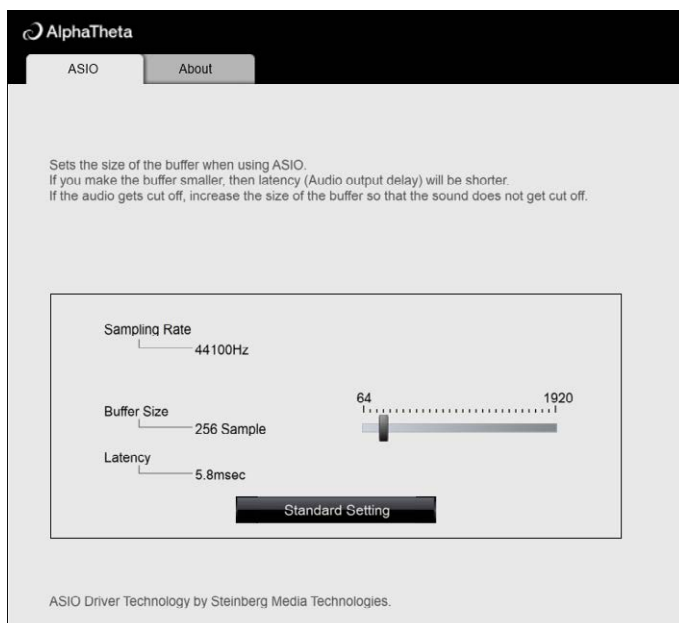 AlphaTheta
ASIO About
Sets the size of the buffer when using ASIO.
If you make the buffer smaller, then latency (Audio output delay) will be shorter.
If the audio gets cut off, increase the size of the buffer so that the sound does not get cut off.
Sampling Rate
44100Hz
64 1920
Buffer Size
256 Sample
Latency
5.8msec
Standard Setting
ASIO Driver Technology by Steinberg Media Technologies.